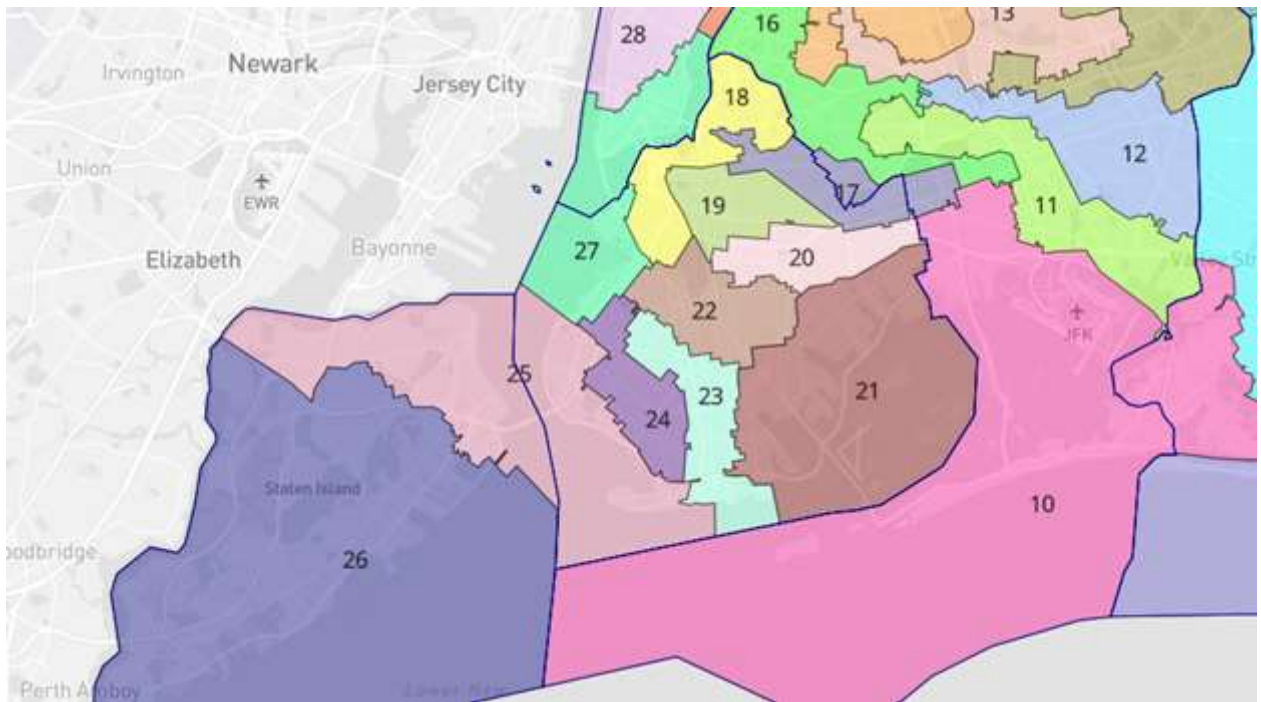 16
13
28
Newark
Irvington
Jersey City
18
12
Union
EWR
17
19
11
Bayonne
27
20
Elizabeth
22
JFK
25
21
23
24
Staten Island
10
26
Perth Amboy